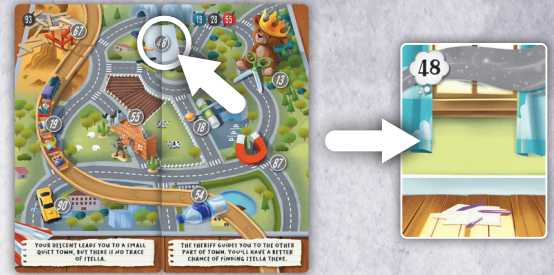 93
19 28 55
67
48
13
55
19
18
PPP
87
90
54
YOUR DESCENT LEADS YOU TO A SMALL
QUIET TOWN, BUT THERE IS NO TRACE
OF STELLA.
THE SHERIFF GUIDES YOU TO THE OTHER
PART OF TOWN. YOU'LL HAVE A BETTER
CHANCE OF FINDING STELLA THERE.
48